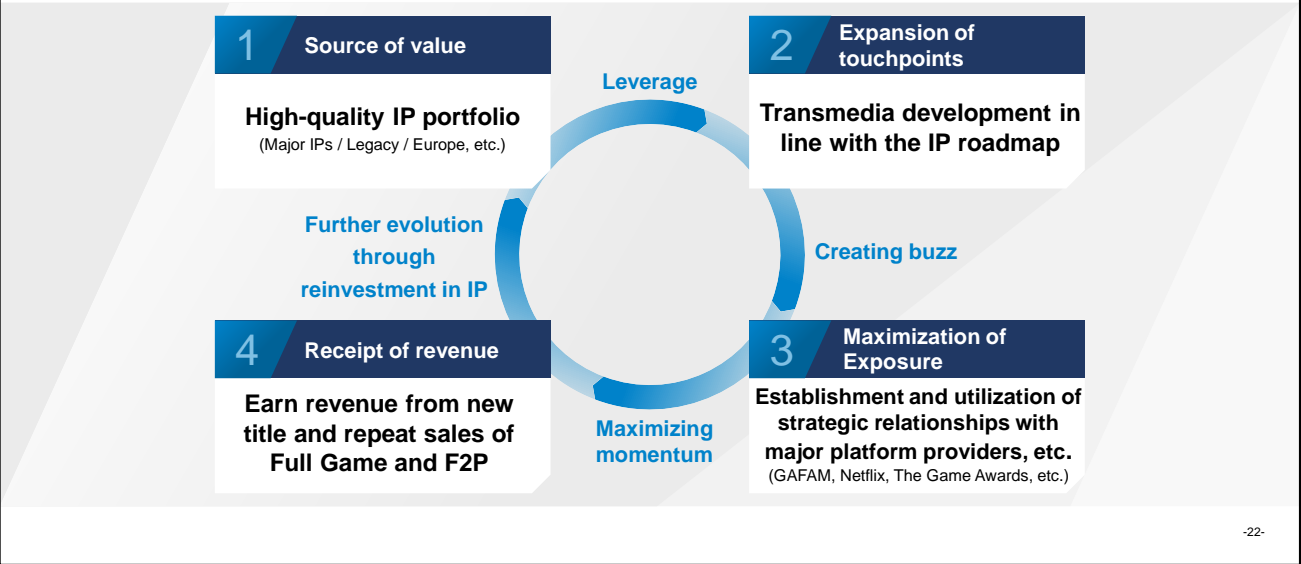 1
Source of value
High-quality IP portfolio
(Major IPs / Legacy / Europe, etc.)
Leverage
2
Expansion of
touchpoints
Transmedia development in
line with the IP roadmap
Creating buzz
3
Maximization of
Exposure
Establishment and utilization of
strategic relationships with
major platform providers, etc.
(GAFAM, Netflix, The Game Awards, etc.)
Maximizing
momentum
4
Receipt of revenue
Earn revenue from new
title and repeat sales of
Full Game and F2P
Further evolution
through
reinvestment in IP
-22-